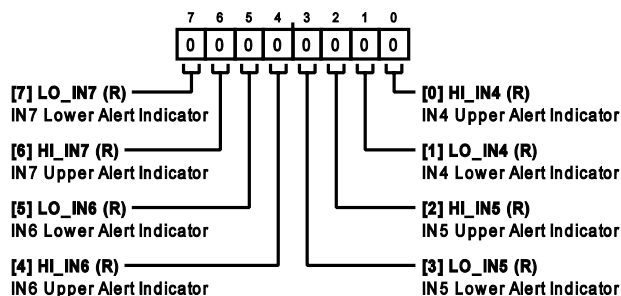 7 6 5 4 3 2 1 0
0 0 0 0 0 0 0 0
[7] LO_IN7 (R)
IN7 Lower Alert Indicator
[6] HI_IN7 (R)
IN7 Upper Alert Indicator
[5] LO_IN6 (R)
IN6 Lower Alert Indicator
[4] HI_IN6 (R)
IN6 Upper Alert Indicator
[0] HI_IN4 (R)
IN4 Upper Alert Indicator
[1] LO_IN4 (R)
IN4 Lower Alert Indicator
[2] HI_IN5 (R)
IN5 Upper Alert Indicator
[3] LO_IN5 (R)
IN5 Lower Alert Indicator